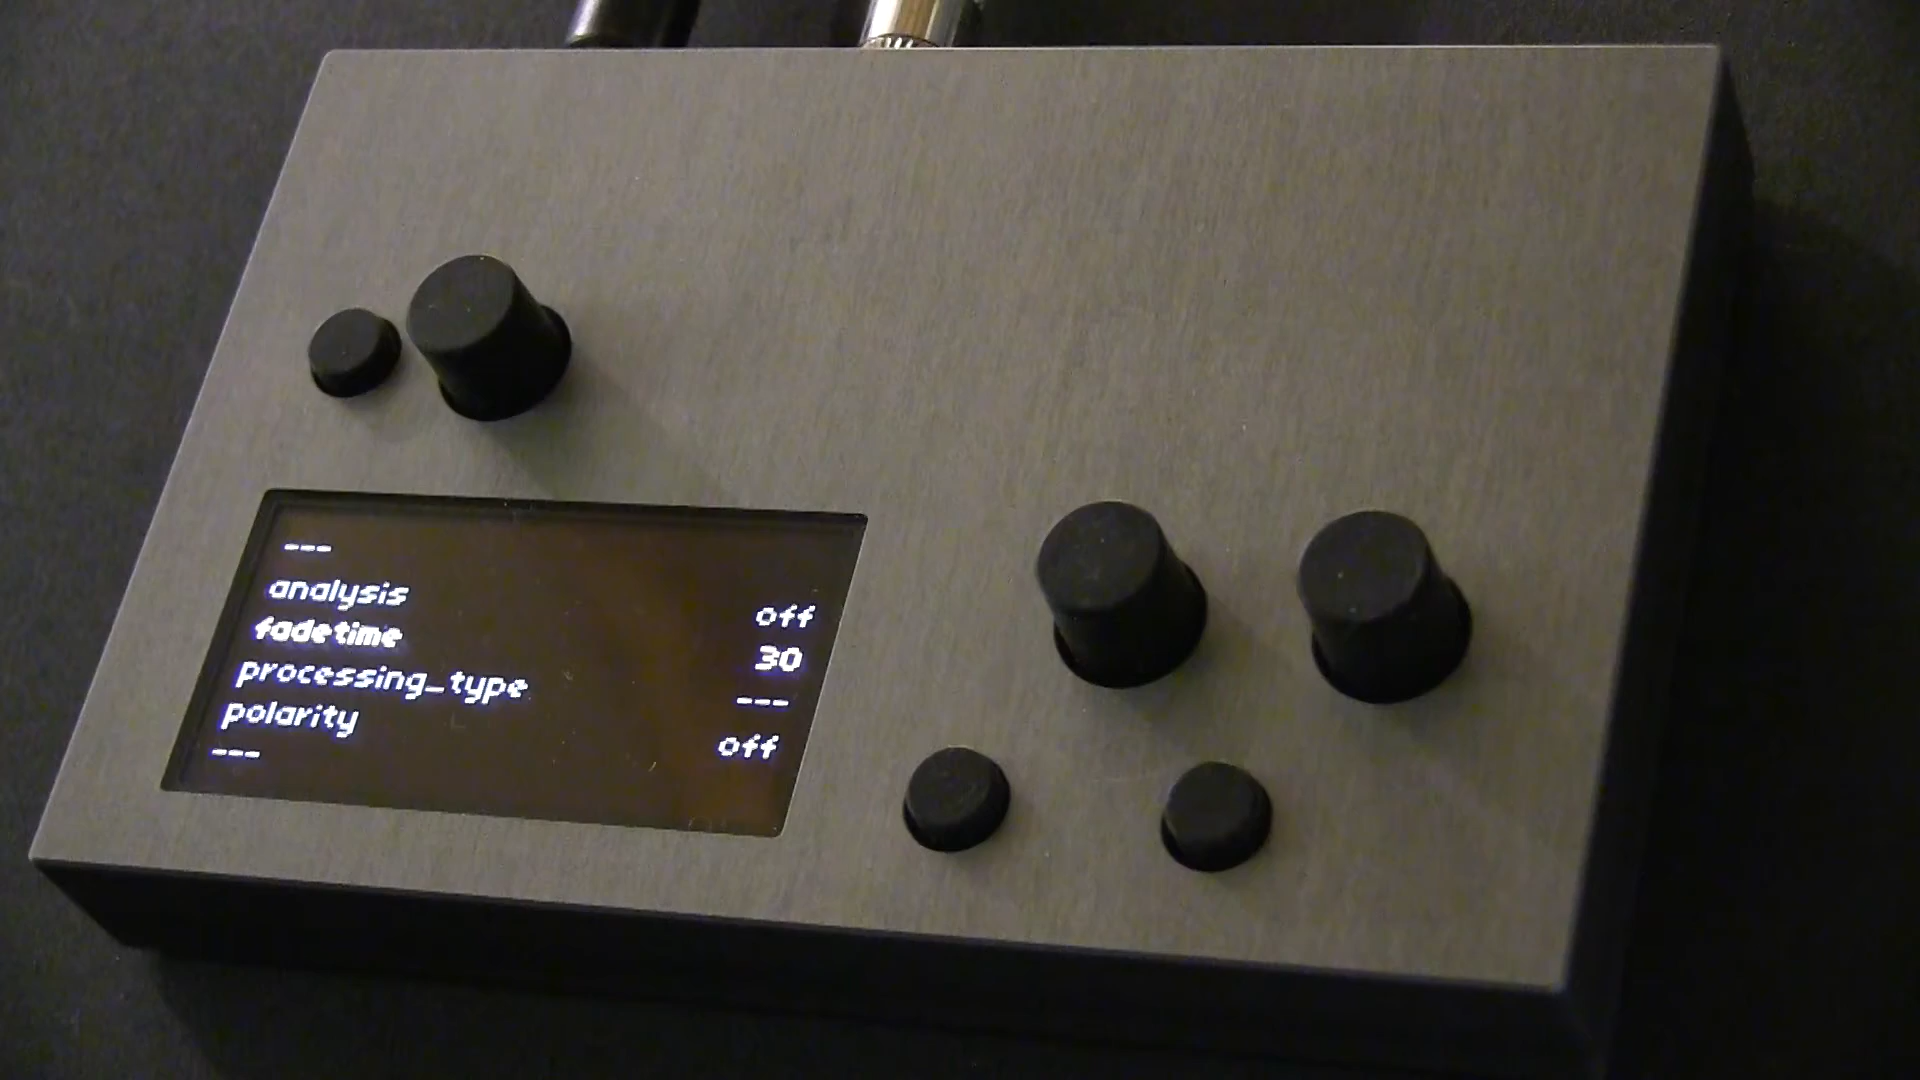 ---
analysis off
fadetime 30
processing_type ---
polarity off
---